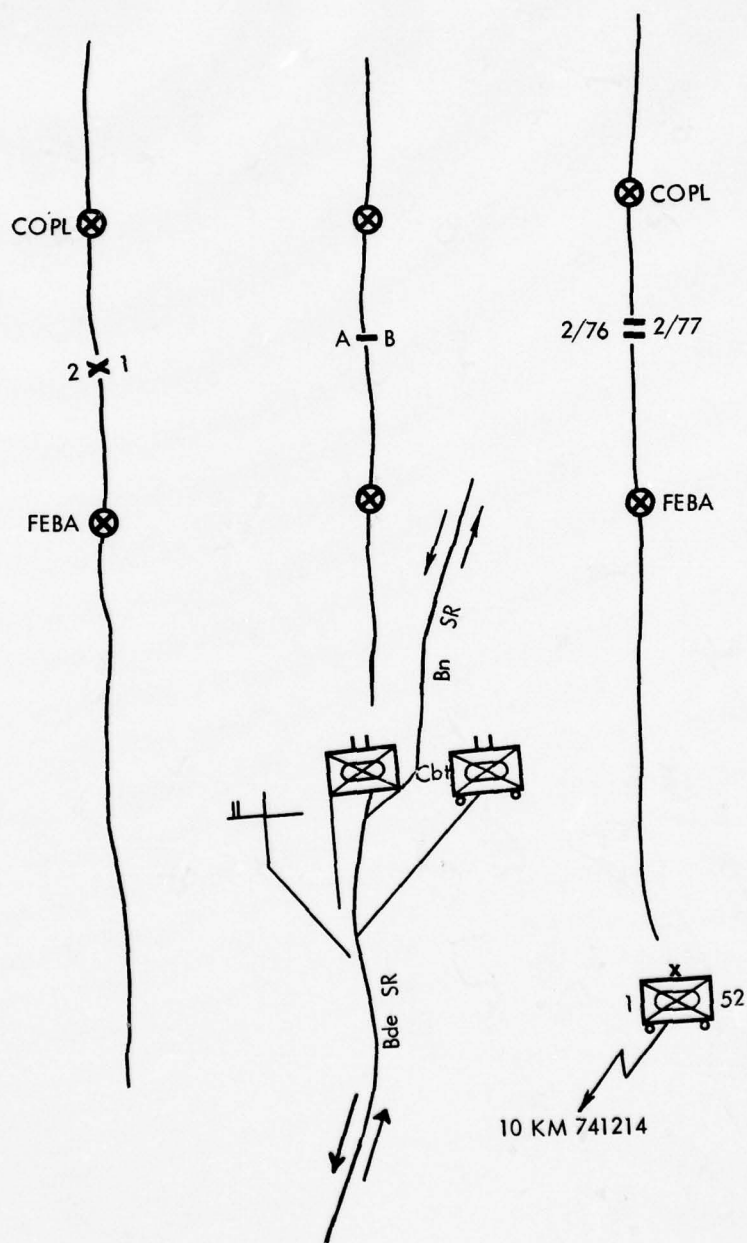 COPL
COPL
2 1
A B
2/76 2/77
FEBA
FEBA
Bn SR
Cbt
Bde SR
X
1 52
10 KM 741214